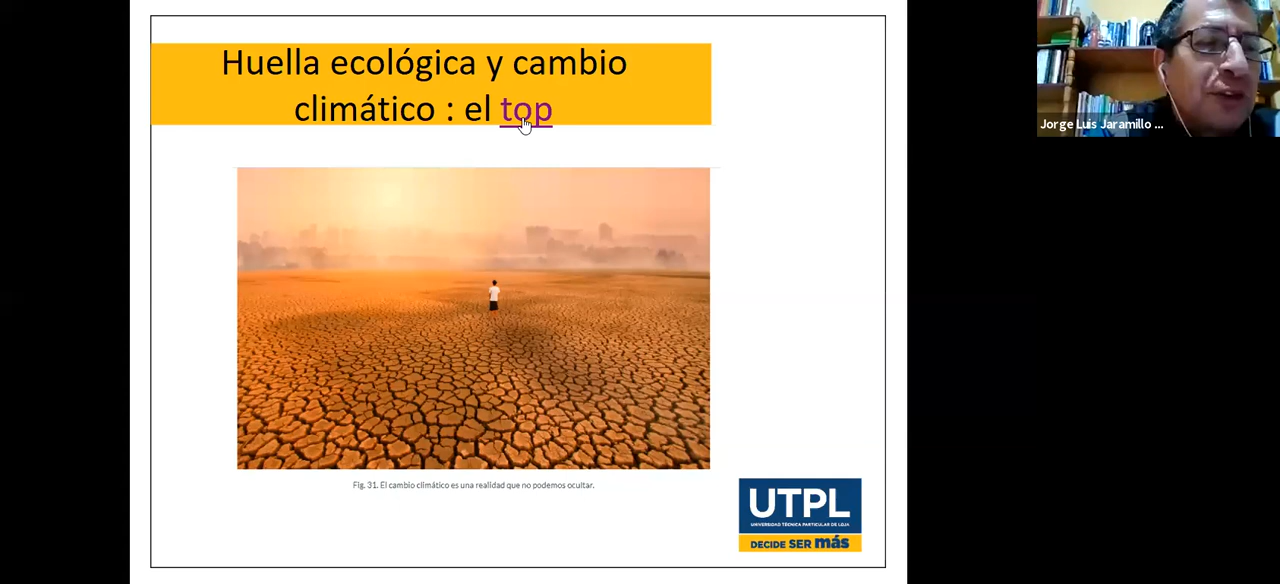 Huella ecológica y cambio
climático : el top
Jorge Luis Jaramillo ...
Fig. 31. El cambio climático es una realidad que no podemos ocultar.
UTPL
UNIVERSIDAD TÉCNICA PARTICULAR DE LOJA
DECIDE SER más